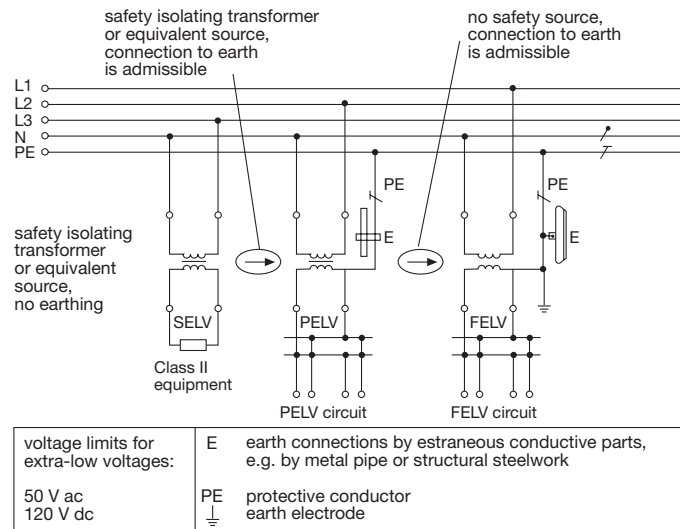 safety isolating transformer
or equivalent source,
connection to earth
is admissible
no safety source,
connection to earth
is admissible
L1
L2
L3
N
PE
PE
PE
E
E
safety isolating
transformer
or equivalent
source,
no earthing
SELV
PELV
FELV
Class II
equipment
PELV circuit
FELV circuit
voltage limits for
extra-low voltages:
50 V ac
120 V dc
E earth connections by estraneous conductive parts,
e.g. by metal pipe or structural steelwork
PE protective conductor
earth electrode